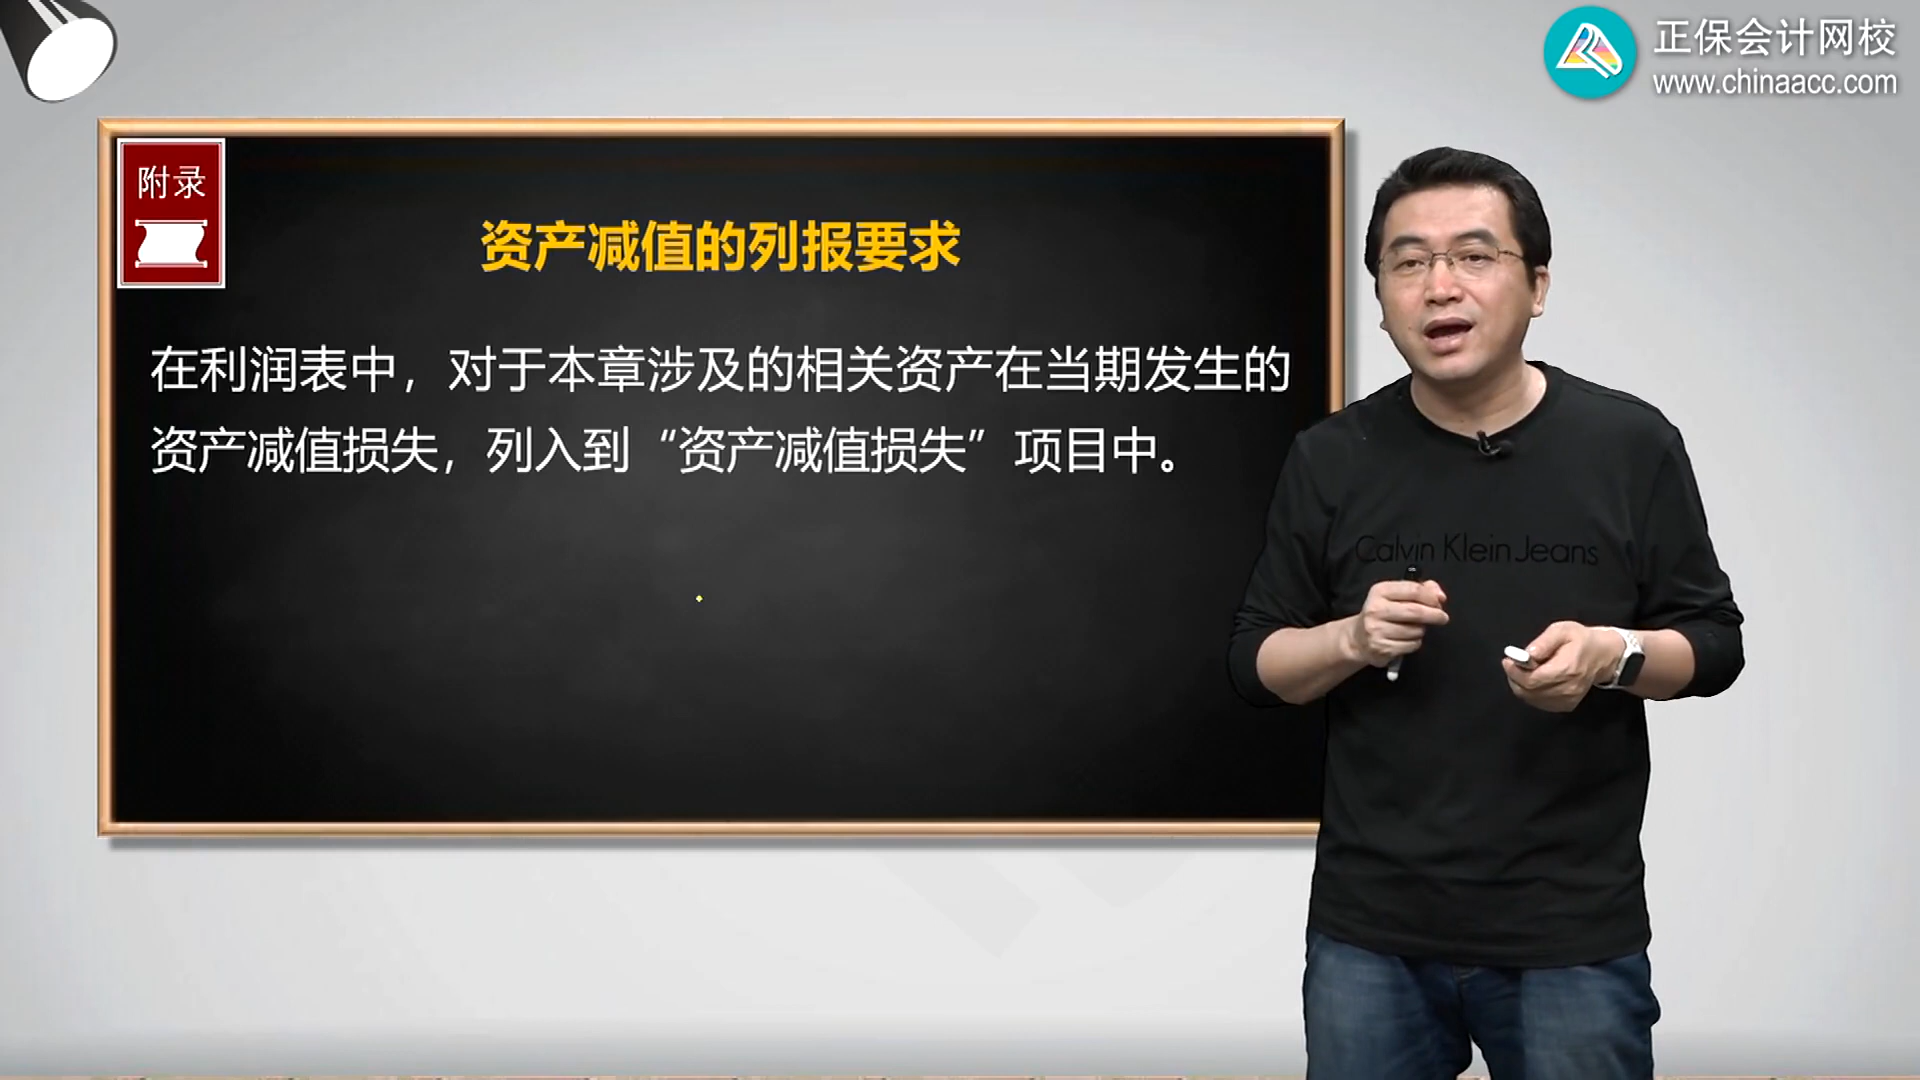 正保会计网校
www.chinaacc.com
附录
资产减值的列报要求
在利润表中，对于本章涉及的相关资产在当期发生的
资产减值损失，列入到“资产减值损失”项目中。
Calvin Klein Jeans